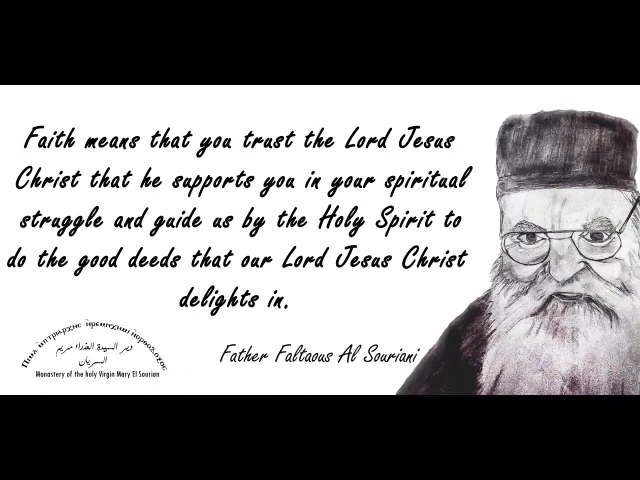 Faith means that you trust the Lord Jesus
Christ that he supports you in your spiritual
struggle and guide us by the Holy Spirit to
do the good deeds that our Lord Jesus Christ
delights in.
Father Faltaous Al Souriani
دير السيدة العذراء مريم
السريان
Monastery of the holy Virgin Mary El Sourian